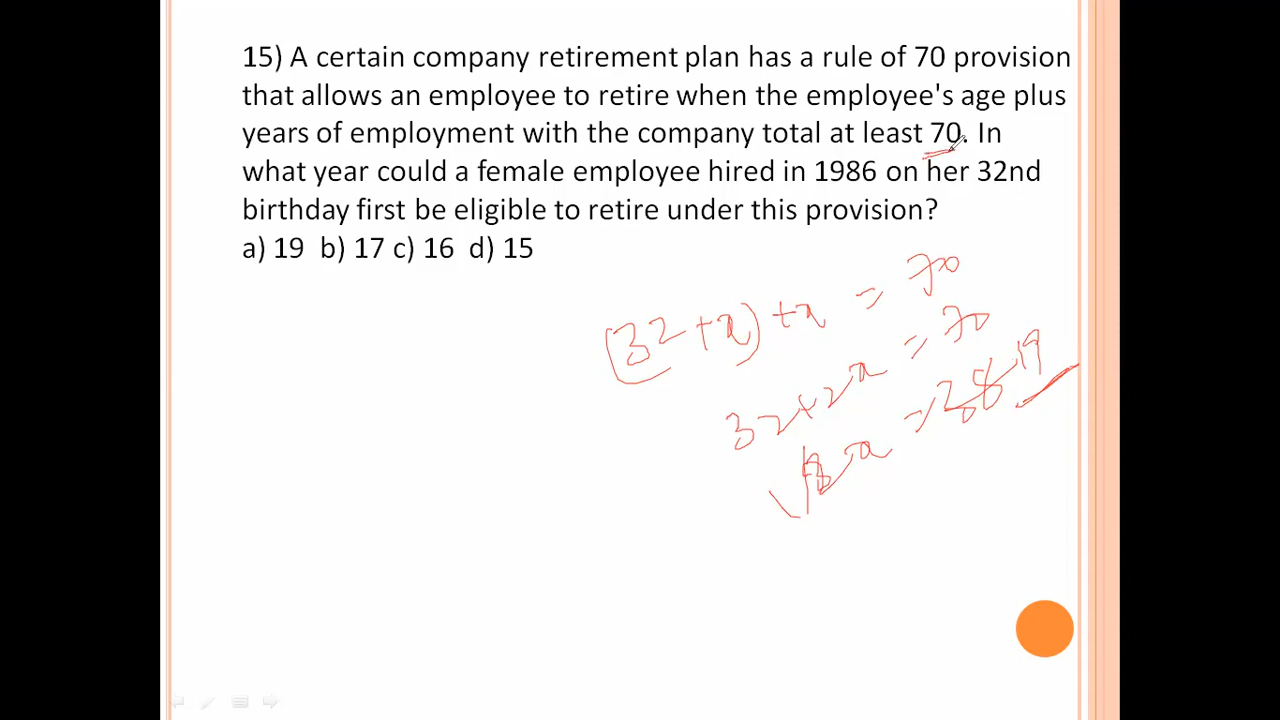 15) A certain company retirement plan has a rule of 70 provision
that allows an employee to retire when the employee's age plus
years of employment with the company total at least 70. In
what year could a female employee hired in 1986 on her 32nd
birthday first be eligible to retire under this provision?
a) 19 b) 17 c) 16 d) 15
(32+x)+x = 70
32+2x = 70
2x = 38 19